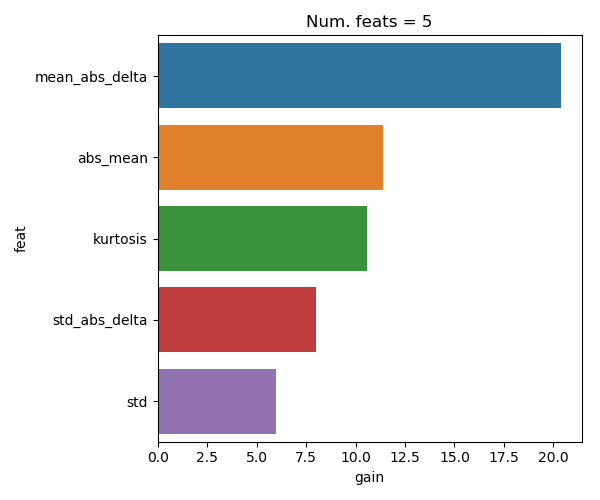 Num. feats = 5
mean_abs_delta
abs_mean
kurtosis
std_abs_delta
std
feat
0.0 2.5 5.0 7.5 10.0 12.5 15.0 17.5 20.0
gain